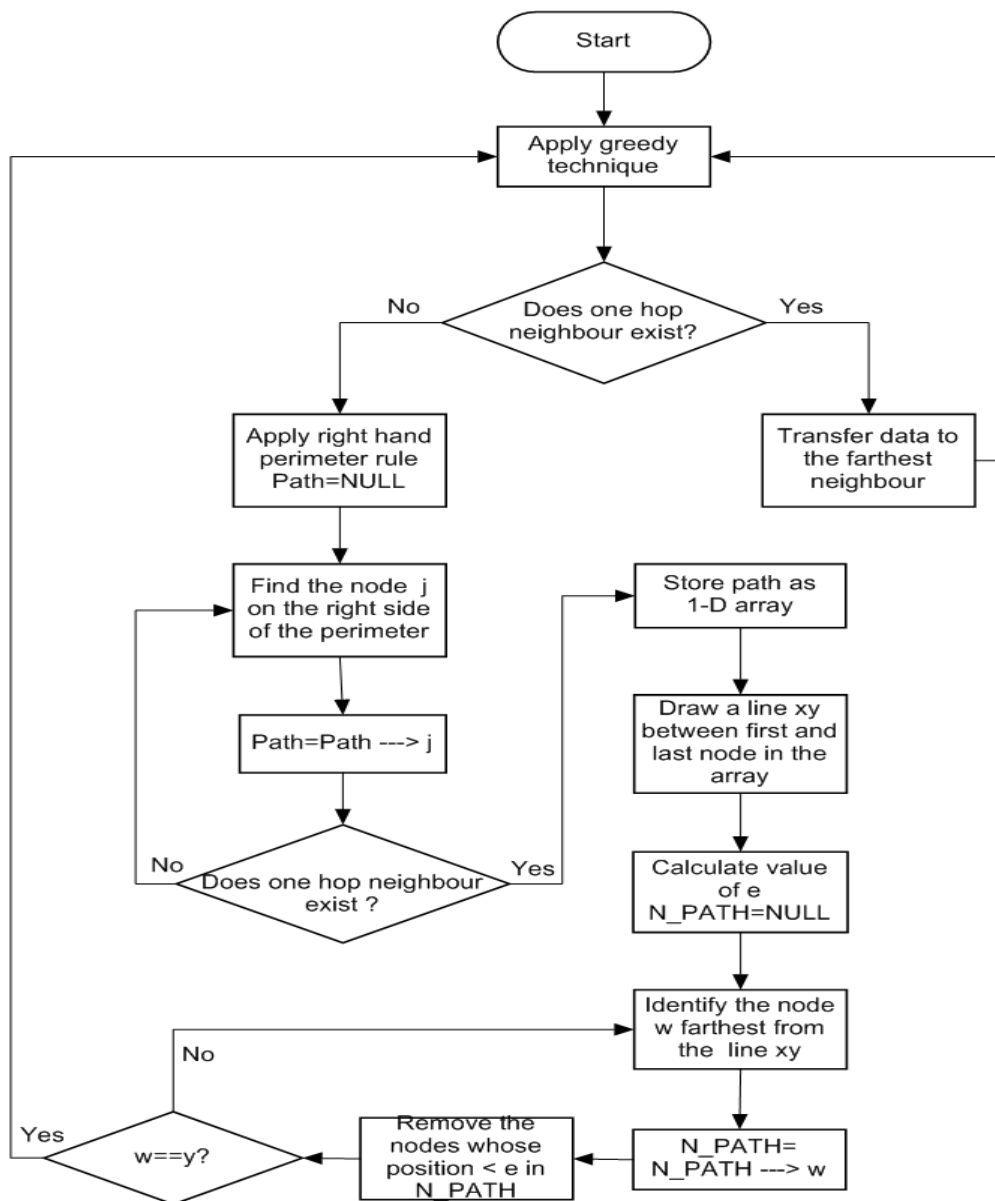 Start
Apply greedy
technique
Does one hop
neighbour exist?
No
Yes
Apply right hand
perimeter rule
Path=NULL
Transfer data to
the farthest
neighbour
Find the node j
on the right side
of the perimeter
Path=Path ---> j
Does one hop neighbour
exist ?
No
Yes
Store path as
1-D array
Draw a line xy
between first and
last node in the
array
Calculate value
of e
N_PATH=NULL
Identify the node
w farthest from
the line xy
N_PATH=
N_PATH ---> w
Remove the
nodes whose
position < e in
N_PATH
w==y?
No
Yes